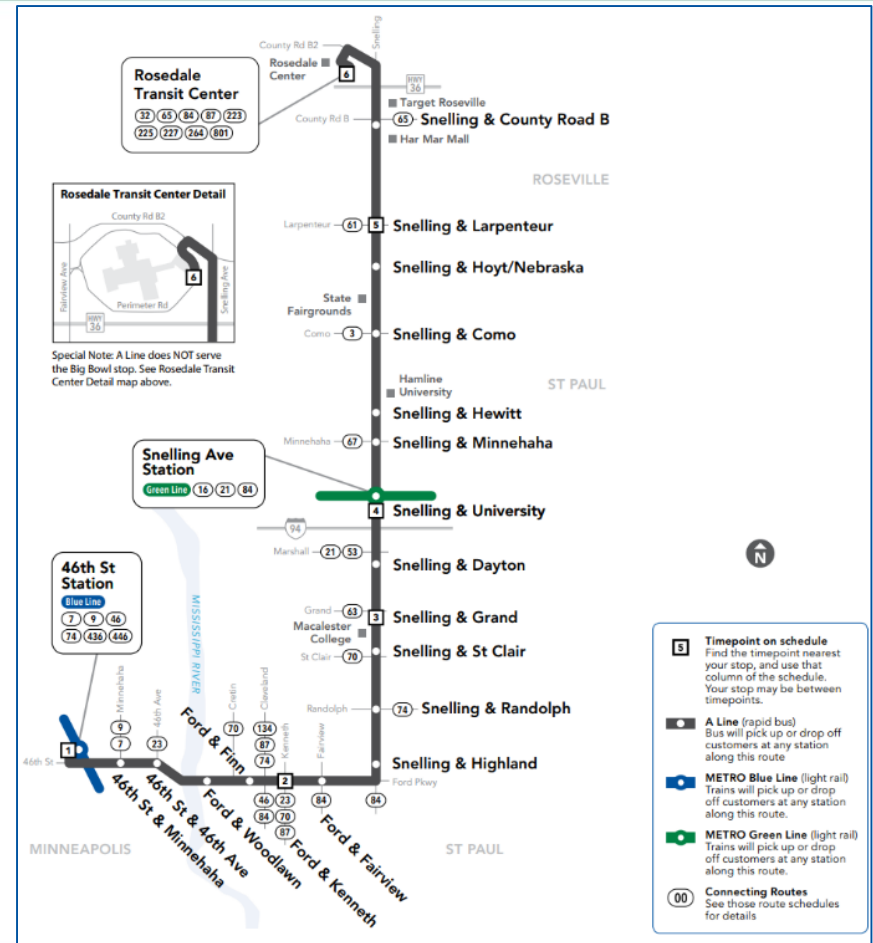 County Rd B2
Snelling
Rosedale
Center
6
HWY
36
Rosedale
Transit Center
32 65 84 87 223
225 227 264 801
Target Roseville
County Rd B
65 Snelling & County Road B
Har Mar Mall
ROSEVILLE
Rosedale Transit Center Detail
County Rd B2
Fairview Ave
6
Snelling Ave
Perimeter Rd
HWY
36
Special Note: A Line does NOT serve
the Big Bowl stop. See Rosedale Transit
Center Detail map above.
Larpenteur 61 5 Snelling & Larpenteur
Snelling & Hoyt/Nebraska
State
Fairgrounds
Como 3 Snelling & Como
Hamline
University
ST PAUL
Snelling & Hewitt
Minnehaha 67 Snelling & Minnehaha
Snelling Ave
Station
Green Line 16 21 84
4 Snelling & University
94
Marshall 21 53
Snelling & Dayton
N
46th St
Station
Blue Line
7 9 46
74 436 446
MISSISSIPPI RIVER
Grand 63 3 Snelling & Grand
Macalester
College
St Clair 70 Snelling & St Clair
Randolph 74 Snelling & Randolph
Snelling & Highland
Ford Pkwy
84
46th St 1
Minnehaha
9
7
46th Ave
23
Cretin
70
Cleveland
134
87
74
Kenneth
2
Fairview
46
84
23
70
87
84
46th St & Minnehaha
46th St & 46th Ave
Ford & Woodlawn
Ford & Finn
Ford & Kenneth
Ford & Fairview
MINNEAPOLIS
ST PAUL
5 Timepoint on schedule
Find the timepoint nearest
your stop, and use that
column of the schedule.
Your stop may be between
timepoints.
A Line (rapid bus)
Bus will pick up or drop off
customers at any station
along this route
METRO Blue Line (light rail)
Trains will pick up or drop
off customers at any station
along this route.
METRO Green Line (light rail)
Trains will pick up or drop
off customers at any station
along this route.
00 Connecting Routes
See those route schedules
for details